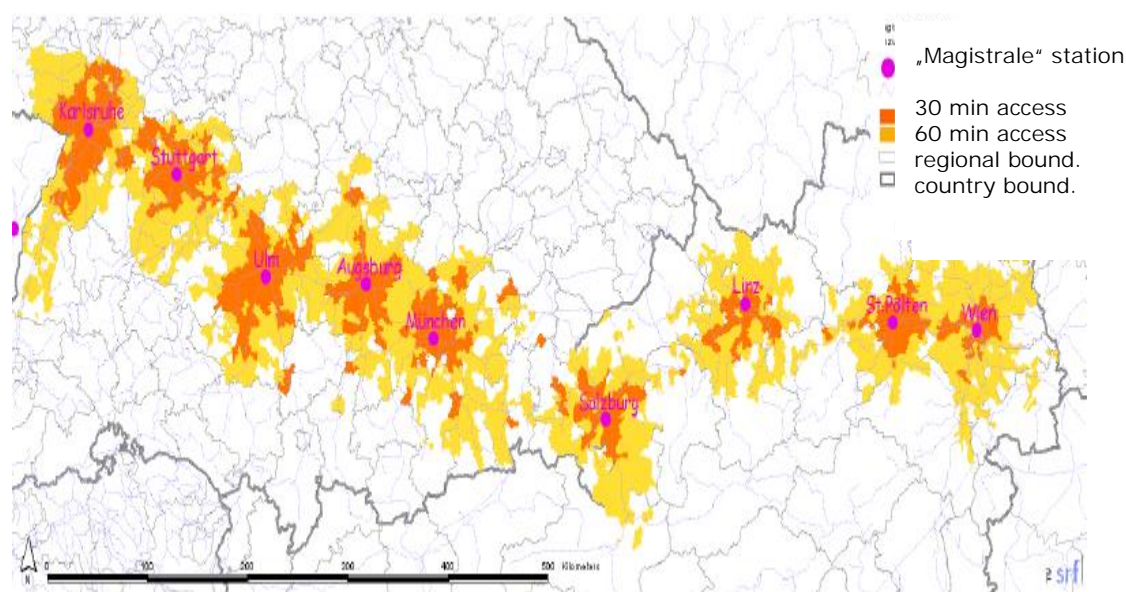 „Magistrale“ station
30 min access
60 min access
regional bound.
country bound.
Karlsruhe
Stuttgart
Ulm
Augsburg
München
Linz
St.Pölten
Wien
Salzburg
N
0 100 200 300 400 500 Kilometers
srf